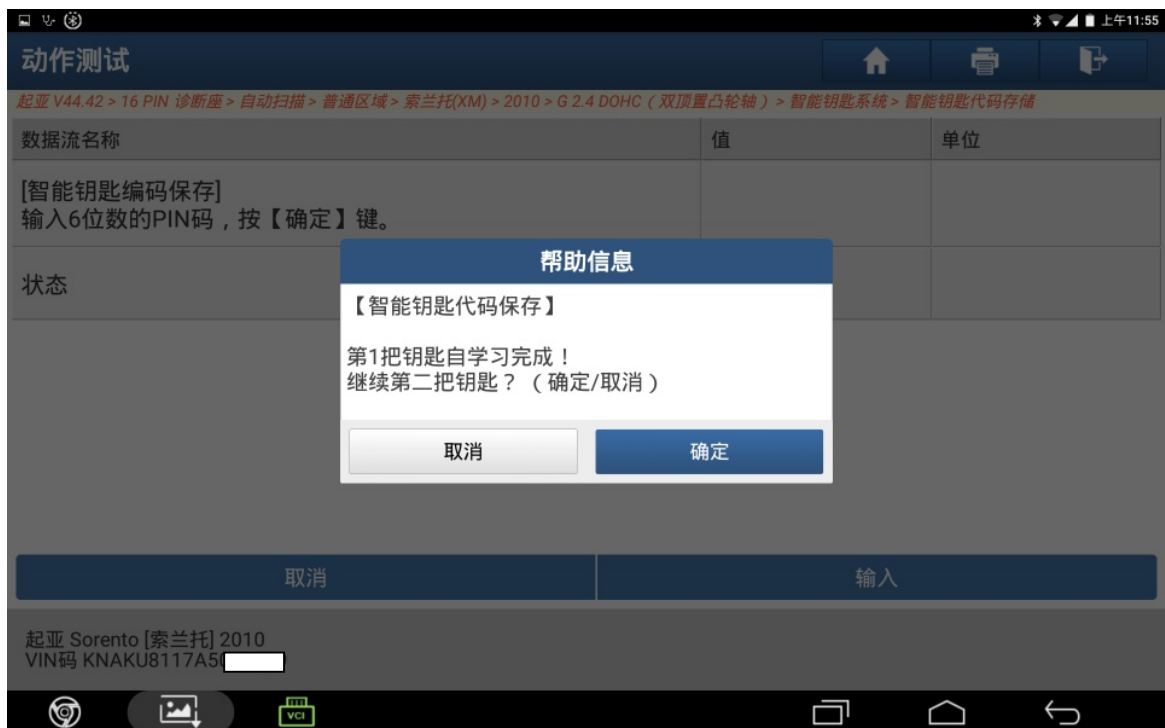 上午11:55
动作测试
起亚 V44.42 > 16 PIN 诊断座 > 自动扫描 > 普通区域 > 索兰托(XM) > 2010 > G 2.4 DOHC（双顶置凸轮轴）> 智能钥匙系统 > 智能钥匙代码存储
数据流名称 值 单位
[智能钥匙编码保存]
输入6位数的PIN码，按【确定】键。
状态
帮助信息
【智能钥匙代码保存】
第1把钥匙自学习完成！
继续第二把钥匙？（确定/取消）
取消 确定
取消 输入
起亚 Sorento [索兰托] 2010
VIN码 KNAKU8117A5
VCI